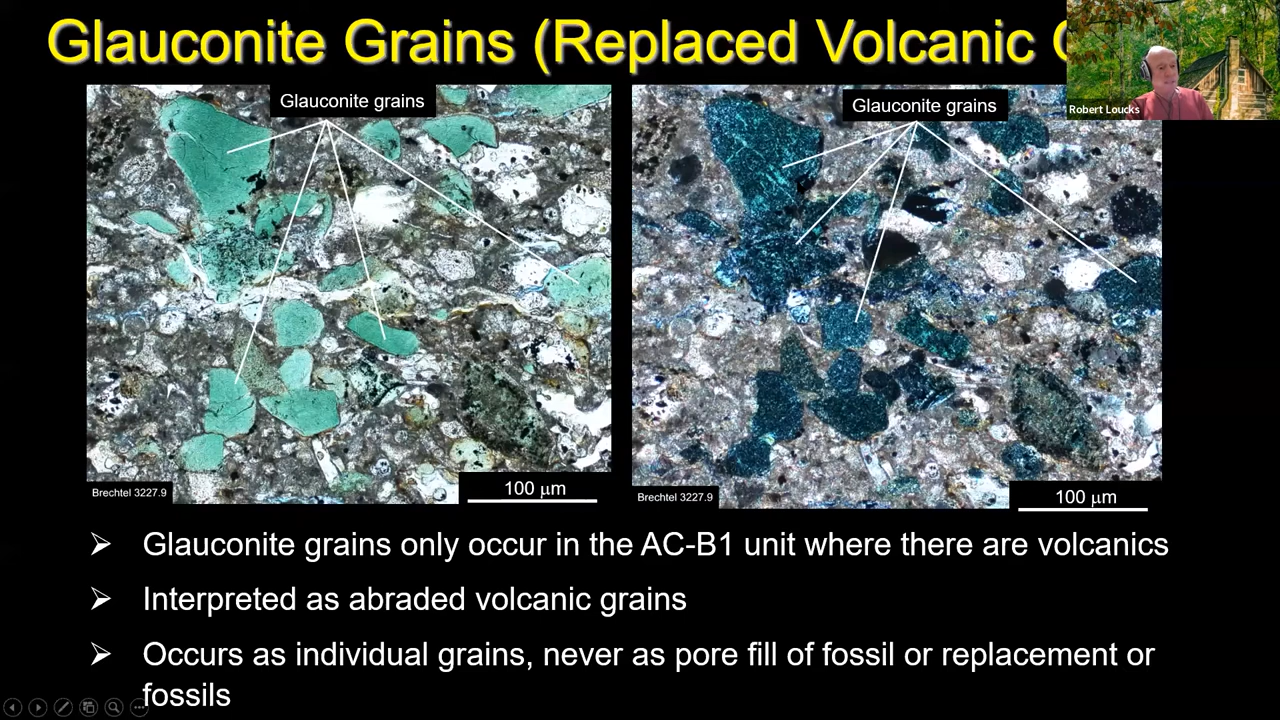 Glauconite Grains (Replaced Volcanic
Robert Loucks
Glauconite grains
Glauconite grains
Brechtel 3227.9
100 μm
Brechtel 3227.9
100 μm
Glauconite grains only occur in the AC-B1 unit where there are volcanics
Interpreted as abraded volcanic grains
Occurs as individual grains, never as pore fill of fossil or replacement or
fossils